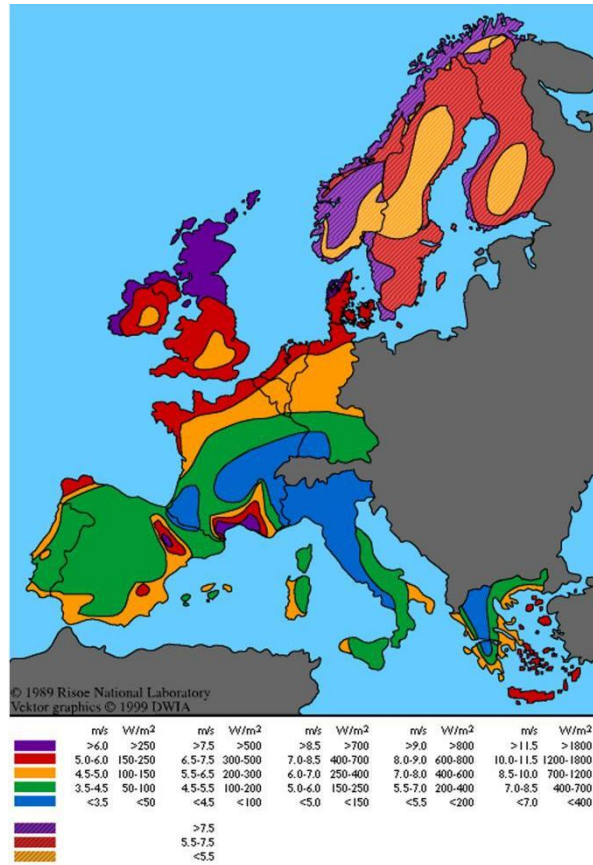 © 1989 Risoe National Laboratory
Vektor graphics © 1999 DWIA
m/s W/m² m/s W/m² m/s W/m² m/s W/m² m/s W/m²
>6.0 >250 >7.5 >500 >8.5 >700 >9.0 >800 >11.5 >1800
5.0-6.0 150-250 6.5-7.5 300-500 7.0-8.5 400-700 8.0-9.0 600-800 10.0-11.5 1200-1800
4.5-5.0 100-150 5.5-6.5 200-300 6.0-7.0 250-400 7.0-8.0 400-600 8.5-10.0 700-1200
3.5-4.5 50-100 4.5-5.5 100-200 5.0-6.0 150-250 5.5-7.0 200-400 7.0-8.5 400-700
<3.5 <50 <4.5 <100 <5.0 <150 <5.5 <200 <7.0 <400
>7.5
5.5-7.5
<5.5